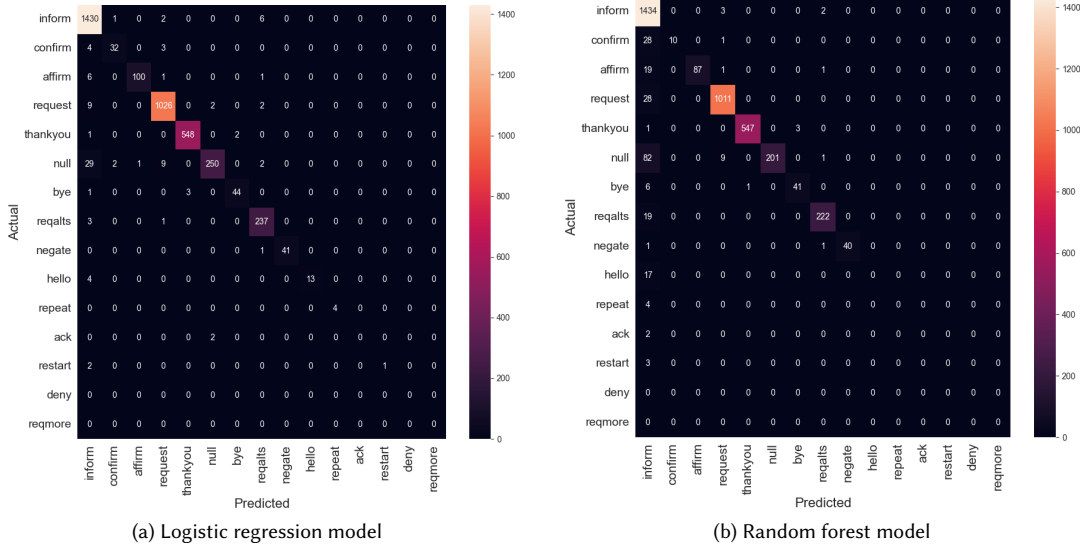 inform 1430 1 0 2 0 0 0 6 0 0 0 0 0 0 0
confirm 4 32 0 3 0 0 0 0 0 0 0 0 0 0 0
affirm 6 0 100 1 0 0 0 1 0 0 0 0 0 0 0
request 9 0 0 1026 0 2 0 2 0 0 0 0 0 0 0
thankyou 1 0 0 0 548 0 2 0 0 0 0 0 0 0 0
null 29 2 1 9 0 250 0 2 0 0 0 0 0 0 0
bye 1 0 0 0 3 0 44 0 0 0 0 0 0 0 0
reqalts 3 0 0 1 0 0 0 237 0 0 0 0 0 0 0
negate 0 0 0 0 0 0 0 1 41 0 0 0 0 0 0
hello 4 0 0 0 0 0 0 0 0 13 0 0 0 0 0
repeat 0 0 0 0 0 0 0 0 0 0 4 0 0 0 0
ack 0 0 0 0 0 2 0 0 0 0 0 0 0 0 0
restart 2 0 0 0 0 0 0 0 0 0 0 0 1 0 0
deny 0 0 0 0 0 0 0 0 0 0 0 0 0 0 0
reqmore 0 0 0 0 0 0 0 0 0 0 0 0 0 0 0
Actual
inform confirm affirm request thankyou null bye reqalts negate hello repeat ack restart deny reqmore
Predicted
1400
1200
1000
800
600
400
200
0
(a) Logistic regression model
inform 1434 0 0 3 0 0 0 2 0 0 0 0 0 0 0
confirm 28 10 0 1 0 0 0 0 0 0 0 0 0 0 0
affirm 19 0 87 1 0 0 0 1 0 0 0 0 0 0 0
request 28 0 0 1011 0 0 0 0 0 0 0 0 0 0 0
thankyou 1 0 0 0 547 0 3 0 0 0 0 0 0 0 0
null 82 0 0 9 0 201 0 1 0 0 0 0 0 0 0
bye 6 0 0 0 1 0 41 0 0 0 0 0 0 0 0
reqalts 19 0 0 0 0 0 0 222 0 0 0 0 0 0 0
negate 1 0 0 0 0 0 0 1 40 0 0 0 0 0 0
hello 17 0 0 0 0 0 0 0 0 0 0 0 0 0 0
repeat 4 0 0 0 0 0 0 0 0 0 0 0 0 0 0
ack 2 0 0 0 0 0 0 0 0 0 0 0 0 0 0
restart 3 0 0 0 0 0 0 0 0 0 0 0 0 0 0
deny 0 0 0 0 0 0 0 0 0 0 0 0 0 0 0
reqmore 0 0 0 0 0 0 0 0 0 0 0 0 0 0 0
Actual
inform confirm affirm request thankyou null bye reqalts negate hello repeat ack restart deny reqmore
Predicted
1400
1200
1000
800
600
400
200
0
(b) Random forest model